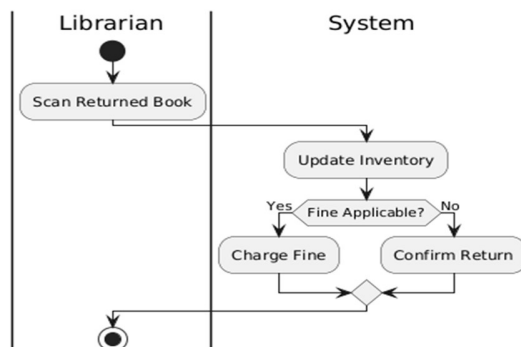 Librarian
System
Scan Returned Book
Update Inventory
Fine Applicable?
Yes
No
Charge Fine
Confirm Return